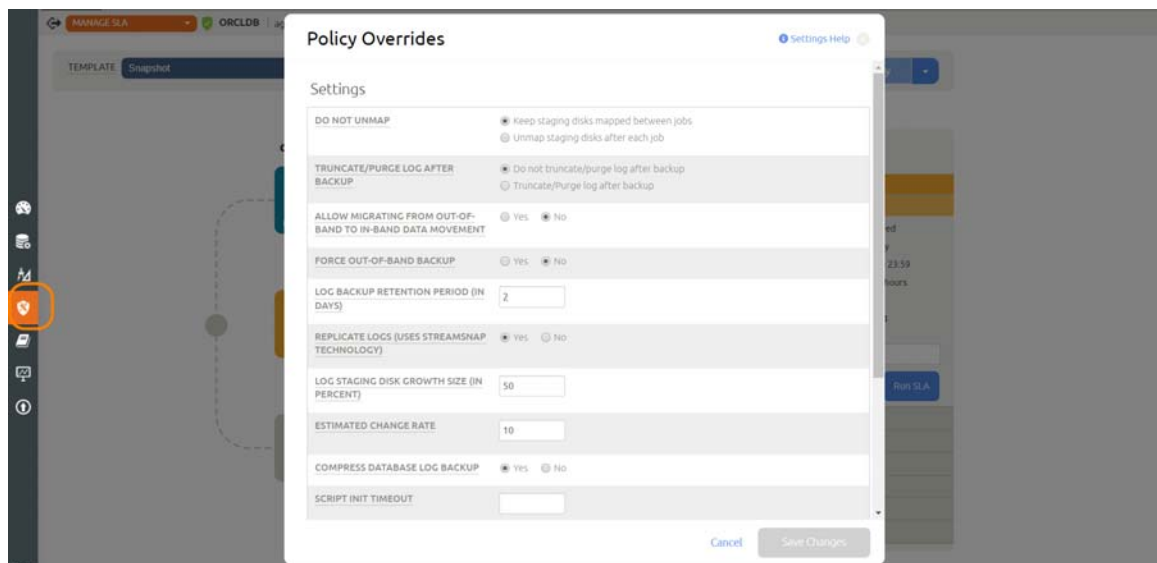 MANAGE SLA
ORCLDB
TEMPLATE Snapshot
Policy Overrides
Settings Help
Settings
DO NOT UNMAP
Keep staging disks mapped between jobs
Unmap staging disks after each job
TRUNCATE/PURGE LOG AFTER
BACKUP
Do not truncate/purge log after backup
Truncate/Purge log after backup
ALLOW MIGRATING FROM OUT-OF-
BAND TO IN-BAND DATA MOVEMENT
Yes No
FORCE OUT-OF-BAND BACKUP
Yes No
LOG BACKUP RETENTION PERIOD (IN
DAYS)
2
REPLICATE LOGS (USES STREAMSNAP
TECHNOLOGY)
Yes No
LOG STAGING DISK GROWTH SIZE (IN
PERCENT)
50
ESTIMATED CHANGE RATE
10
COMPRESS DATABASE LOG BACKUP
Yes No
SCRIPT INIT TIMEOUT
Cancel
Save Changes
23:59
hours
Run SLA